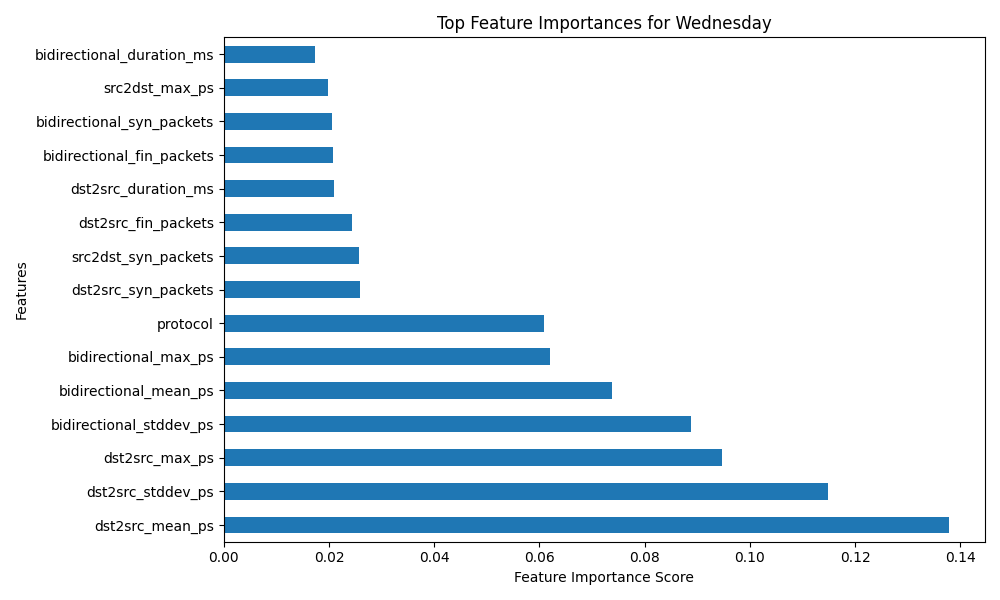 Top Feature Importances for Wednesday
bidirectional_duration_ms
src2dst_max_ps
bidirectional_syn_packets
bidirectional_fin_packets
dst2src_duration_ms
dst2src_fin_packets
src2dst_syn_packets
dst2src_syn_packets
protocol
bidirectional_max_ps
bidirectional_mean_ps
bidirectional_stddev_ps
dst2src_max_ps
dst2src_stddev_ps
dst2src_mean_ps
Features
0.00 0.02 0.04 0.06 0.08 0.10 0.12 0.14
Feature Importance Score